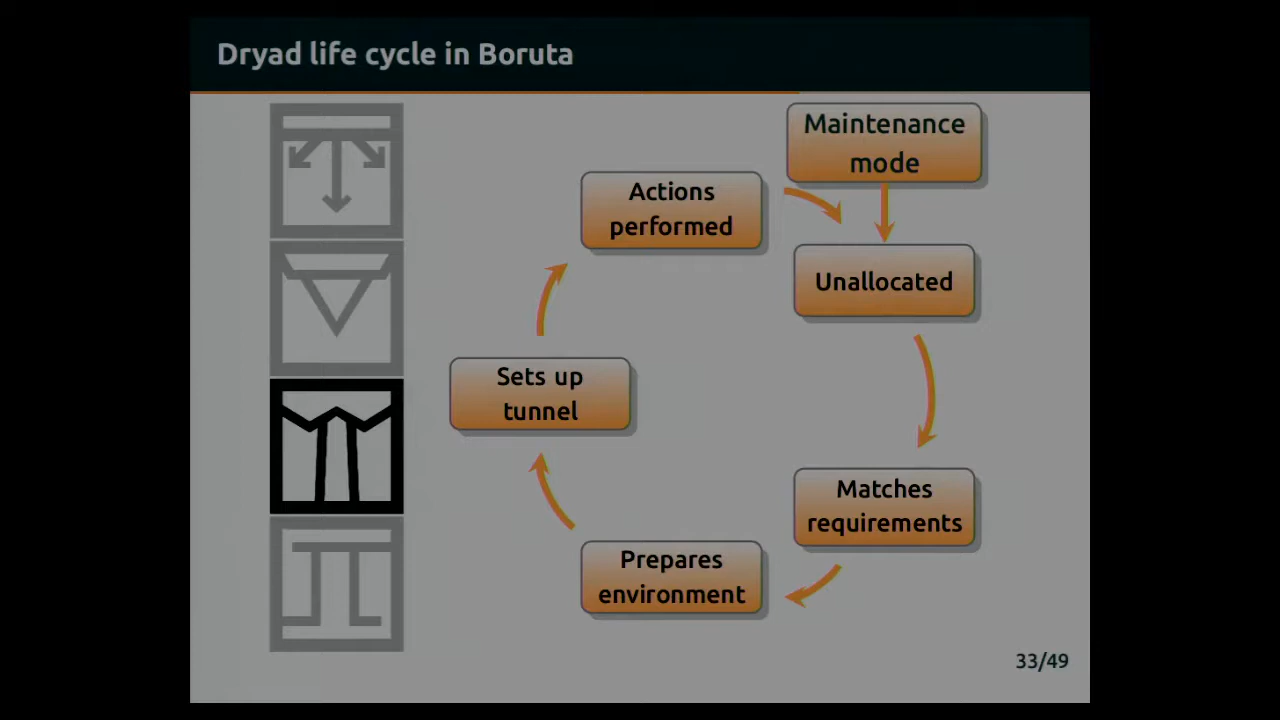 Dryad life cycle in Boruta
Maintenance
mode
Actions
performed
Unallocated
Sets up
tunnel
Matches
requirements
Prepares
environment
33/49